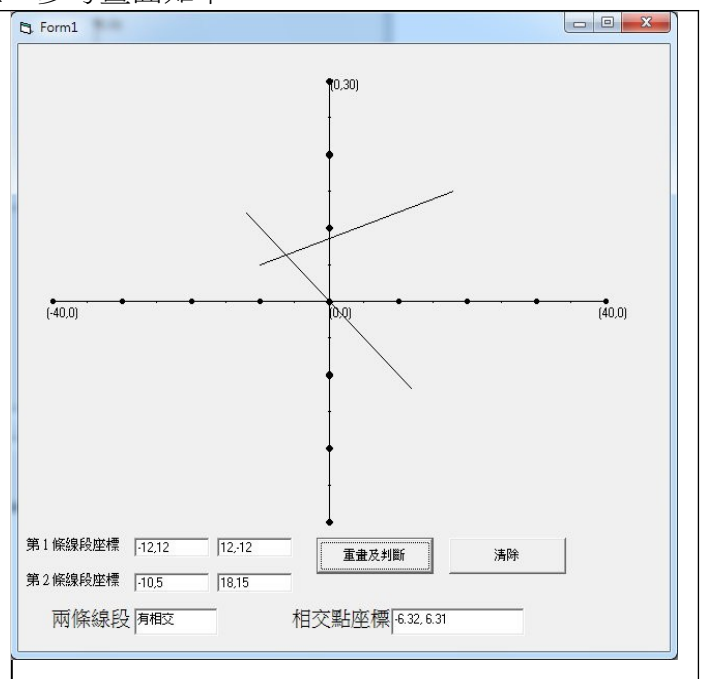 Form1
(0,30)
(-40,0)
(0,0)
(40,0)
第1條線段座標 -12,12 12,-12
重畫及判斷 清除
第2條線段座標 -10,5 18,15
兩條線段 有相交 相交點座標 -6.32, 6.31